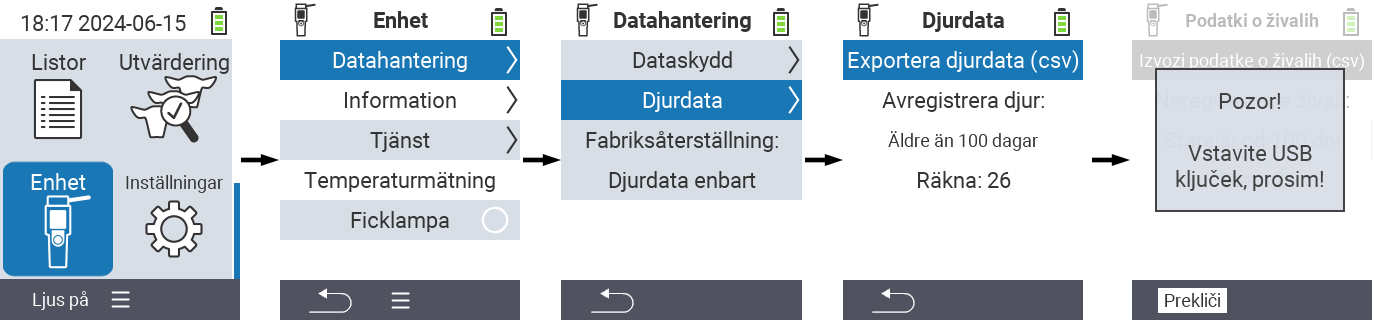 18:17 2024-06-15
Listor
Utvärdering
Enhet
Inställningar
Ljus på
Enhet
Datahantering
Information
Tjänst
Temperaturmätning
Ficklampa
Datahantering
Dataskydd
Djurdata
Fabriksåterställning:
Djurdata enbart
Djurdata
Exportera djurdata (csv)
Avregistrera djur:
Äldre än 100 dagar
Räkna: 26
Podatki o živalih
Izvozi podatke o živalih (csv)
Pozor!
Vstavite USB
ključek, prosim!
Prekliči